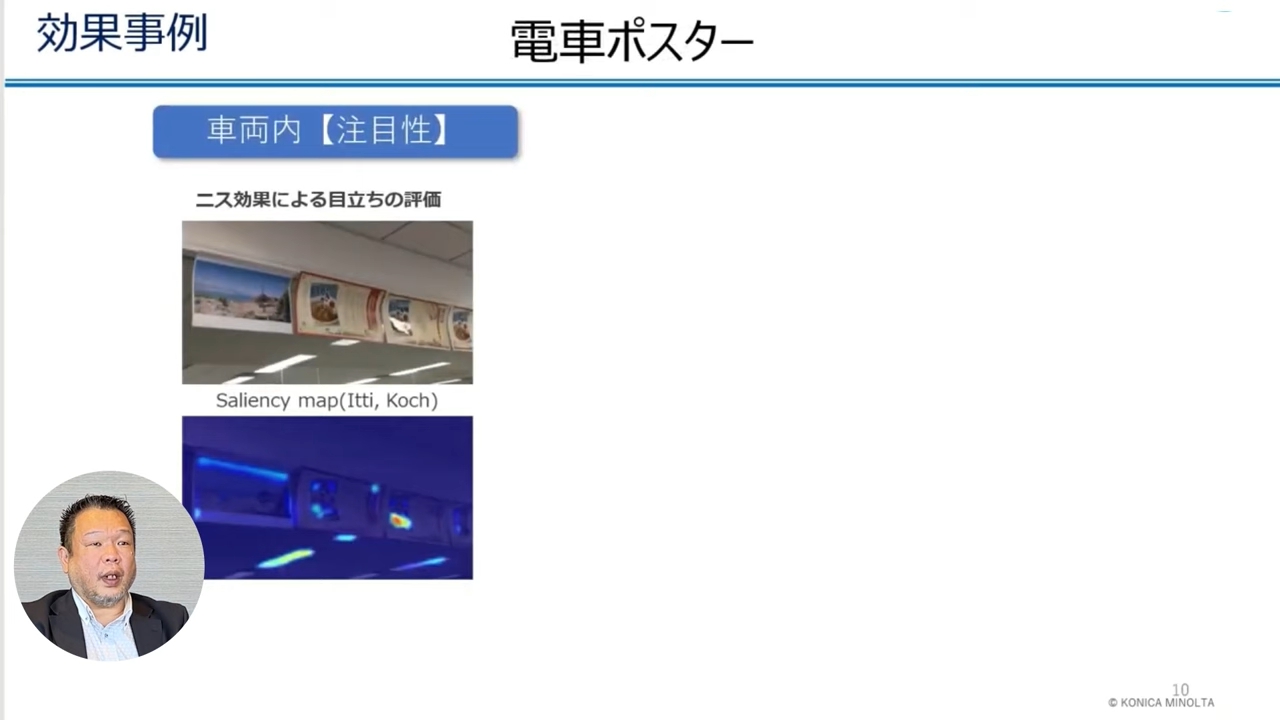 効果事例
電車ポスター
車両内【注目性】
ニス効果による目立ちの評価
Saliency map(Itti, Koch)
10
© KONICA MINOLTA